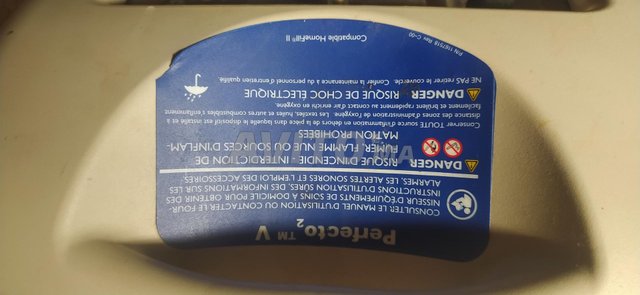 Perfecto₂™ V
CONSULTER LE MANUEL D'UTILISATION OU CONTACTER LE FOUR-
NISSEUR D'ÉQUIPEMENTS DE SOINS À DOMICILE POUR OBTENIR LES
INSTRUCTIONS D'UTILISATION SÛRES, DES INFORMATIONS SUR LES
ALARMES, LES ALERTES SONORES ET L'EMPLOI DES ACCESSOIRES.
DANGER RISQUE D'INCENDIE - INTERDICTION DE
FUMER. FLAMME NUE OU SOURCES D'INFLAM-
MATION PROHIBÉES
Conserver TOUTE source d'inflammation en dehors de la pièce dans laquelle le dispositif est installé et
des zones d'administration d'oxygène. Les textiles, huiles et autres combustibles s'enflamment
facilement et brûlent rapidement au contact d'air enrichi en oxygène.
DANGER RISQUE DE CHOC ÉLECTRIQUE
NE PAS retirer le couvercle. Confier la maintenance à du personnel d'entretien qualifié.
P/N 1167518 Rev C-00
Compatible HomeFill® II